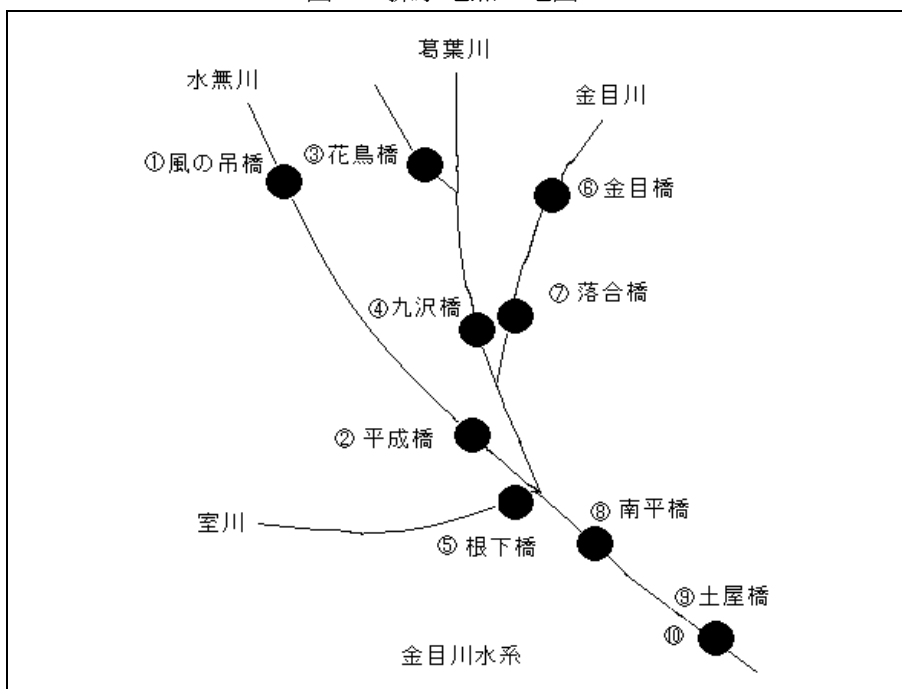 葛葉川
水無川
金目川
③花鳥橋
①風の吊橋
⑥金目橋
⑦落合橋
④九沢橋
②平成橋
⑧南平橋
室川
⑤根下橋
⑨土屋橋
⑩
金目川水系